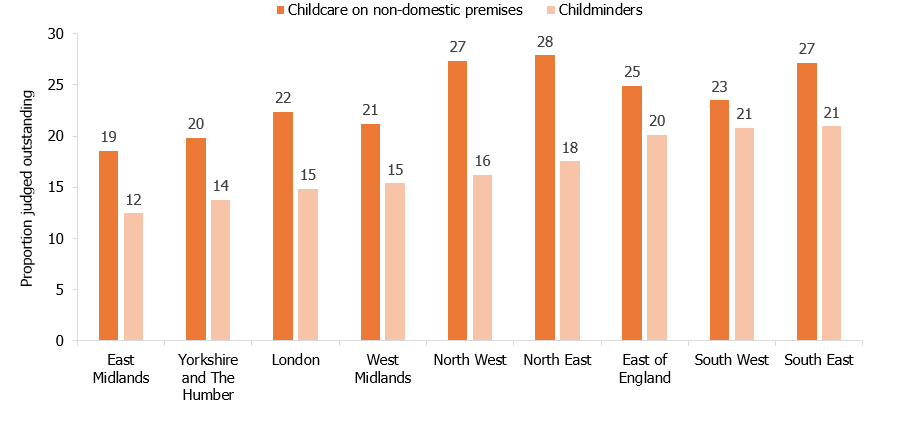 Childcare on non-domestic premises Childminders
Proportion judged outstanding
30
25
20
15
10
5
0
19 12
20 14
22 15
21 15
27 16
28 18
25 20
23 21
27 21
East
Midlands
Yorkshire
and The
Humber
London
West
Midlands
North West
North East
East of
England
South West
South East